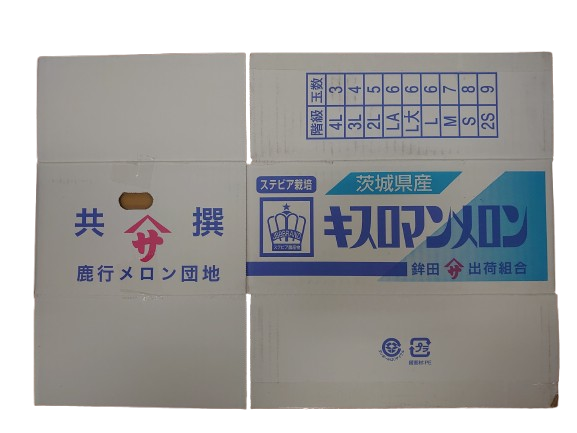 階級 玉数
4L 3
3L 4
2L 5
LA 6
L大 6
L 6
M 7
S 8
2S 9
共 サ 撰
鹿行メロン団地
ステビア栽培
茨城県産
キスロマンメロン
鉾田 サ 出荷組合
プラ